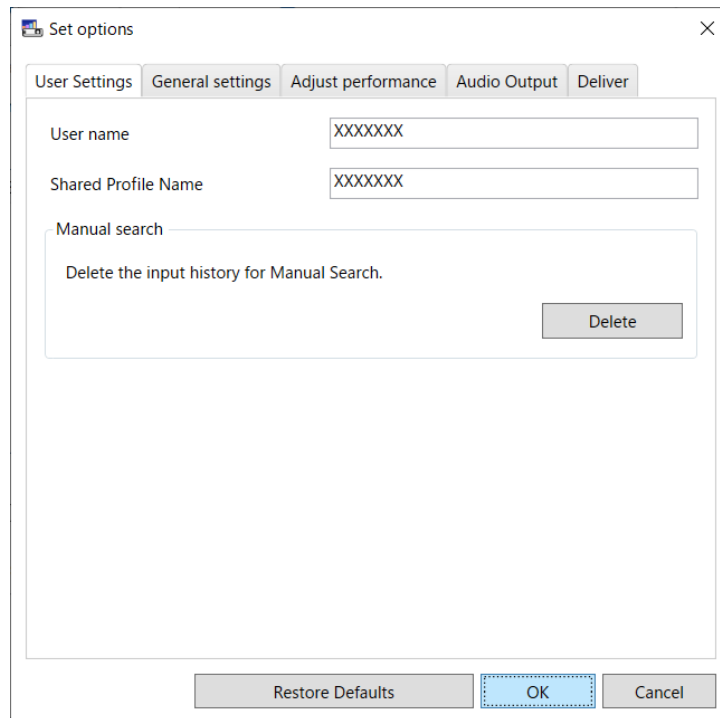 Set options
User Settings General settings Adjust performance Audio Output Deliver
User name XXXXXXX
Shared Profile Name XXXXXXX
Manual search
Delete the input history for Manual Search.
Delete
Restore Defaults OK Cancel